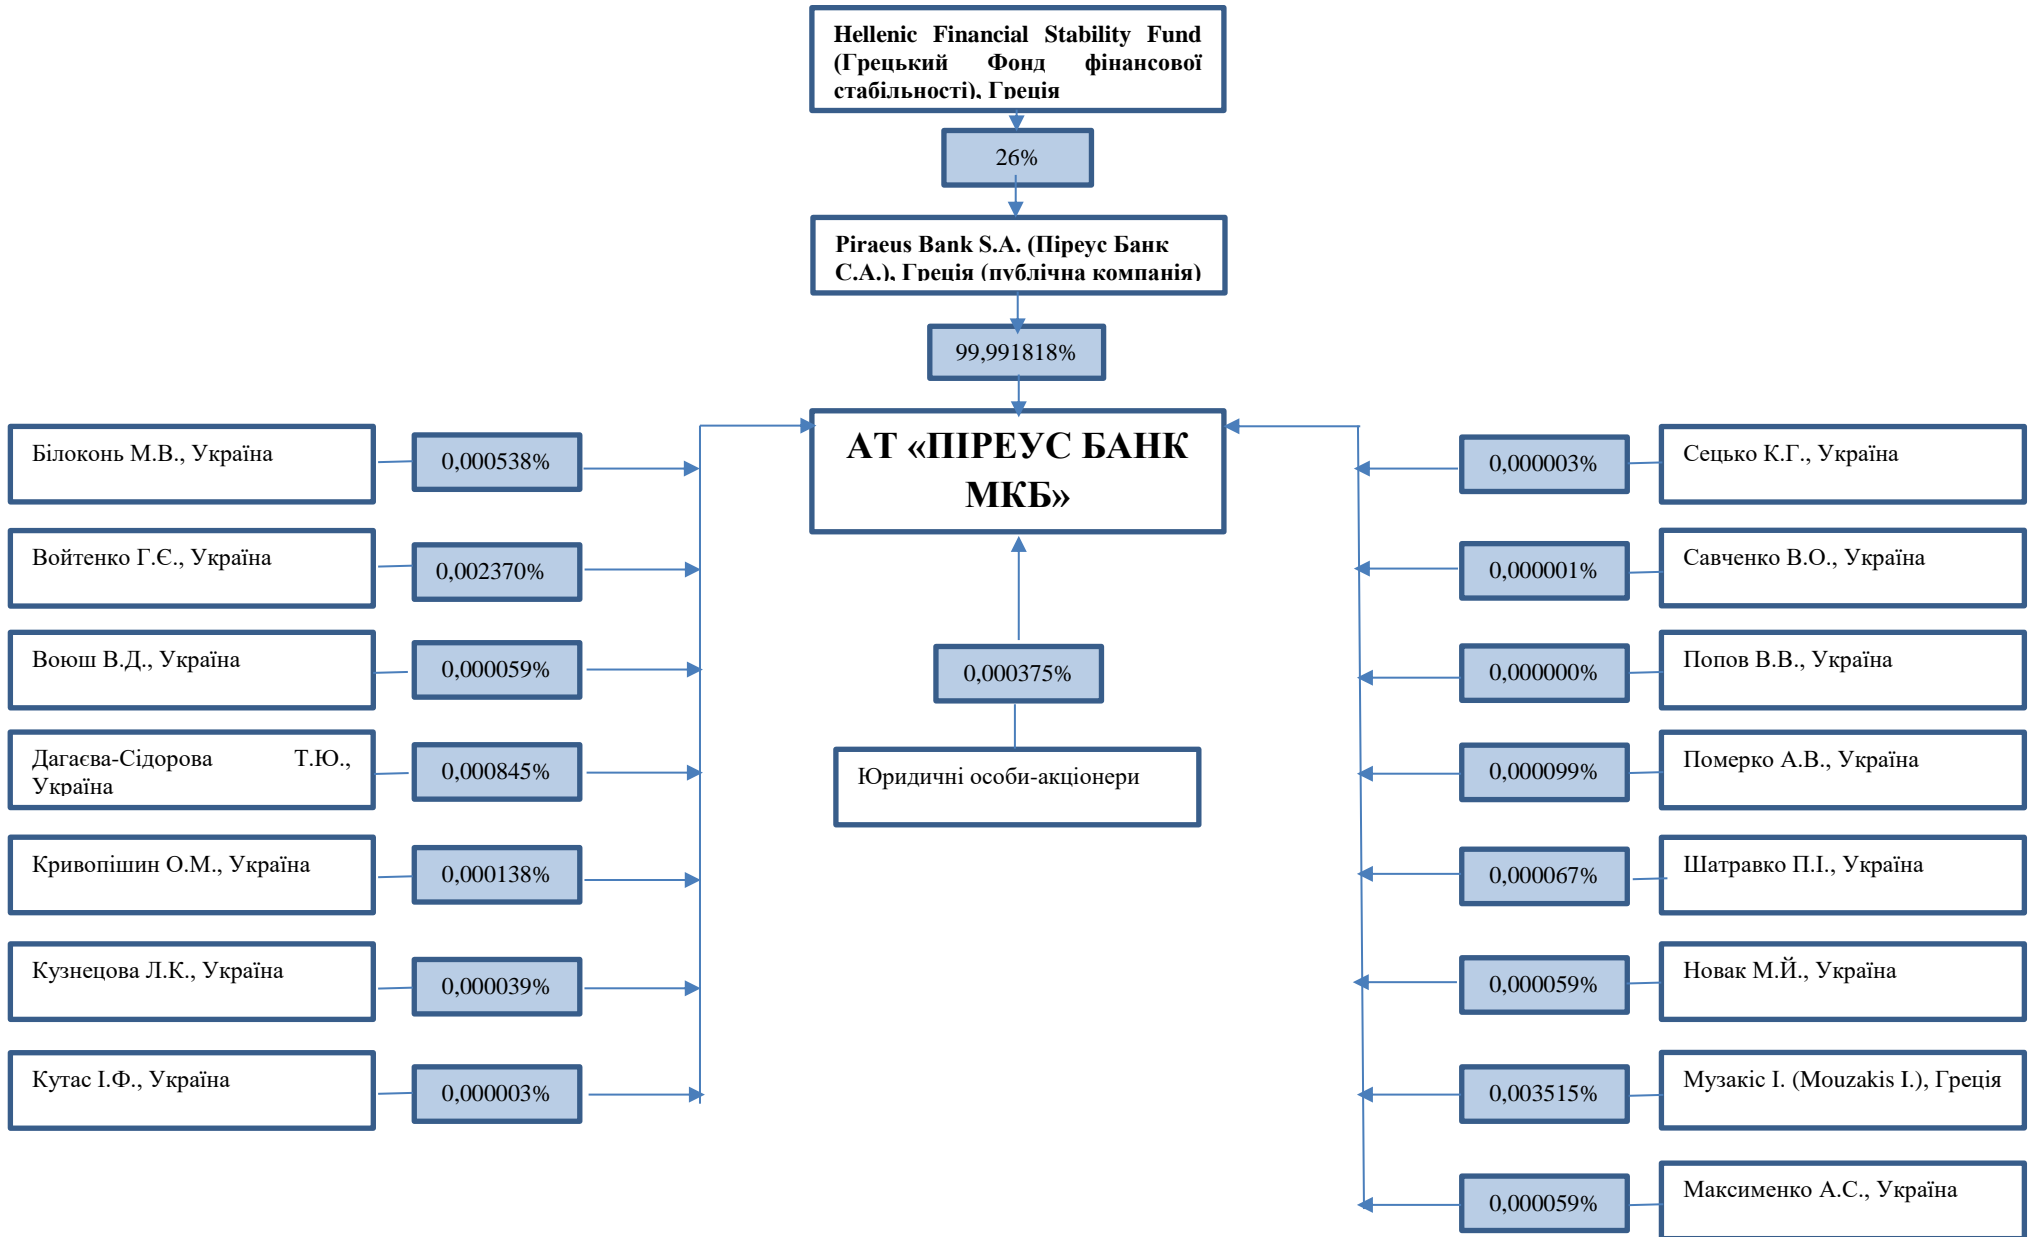 Hellenic Financial Stability Fund
(Грецький Фонд фінансової
стабільності), Греція
26%
Piraeus Bank S.A. (Піреус Банк
С.А.), Греція (публічна компанія)
99,991818%
АТ «ПІРЕУС БАНК
МКБ»
0,000375%
Юридичні особи-акціонери
Білоконь М.В., Україна
0,000538%
Войтенко Г.Є., Україна
0,002370%
Воюш В.Д., Україна
0,000059%
Дагаєва-Сідорова Т.Ю.,
Україна
0,000845%
Кривопішин О.М., Україна
0,000138%
Кузнецова Л.К., Україна
0,000039%
Кутас І.Ф., Україна
0,000003%
0,000003%
Сецько К.Г., Україна
0,000001%
Савченко В.О., Україна
0,000000%
Попов В.В., Україна
0,000099%
Померко А.В., Україна
0,000067%
Шатравко П.І., Україна
0,000059%
Новак М.Й., Україна
0,003515%
Музакіс І. (Mouzakis I.), Греція
0,000059%
Максименко А.С., Україна